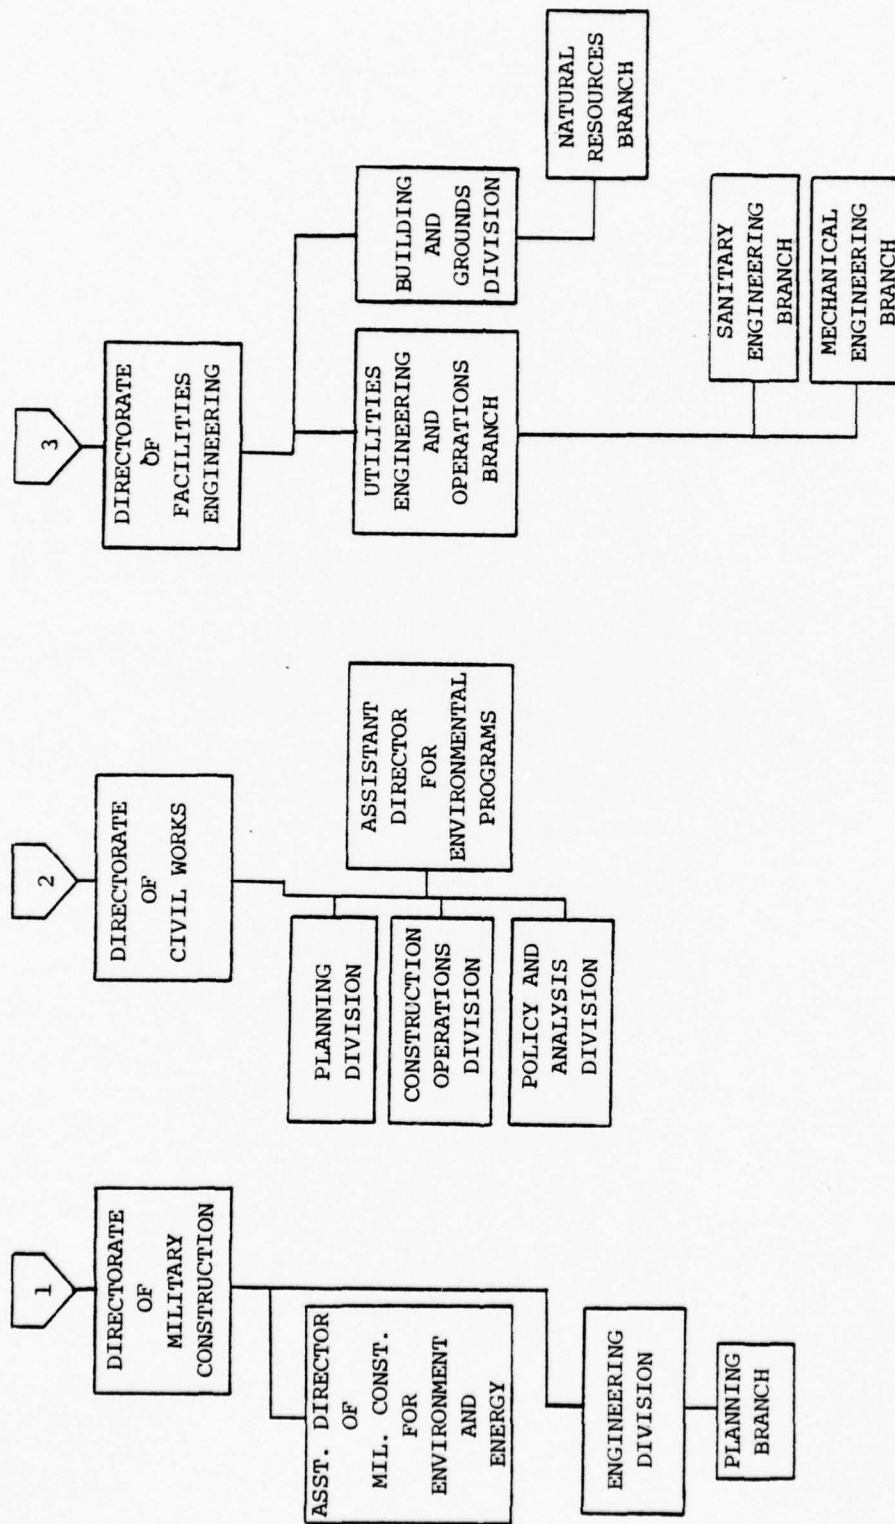 1
DIRECTORATE
OF
MILITARY
CONSTRUCTION
ASST. DIRECTOR
OF
MIL. CONST.
FOR
ENVIRONMENT
AND
ENERGY
ENGINEERING
DIVISION
PLANNING
BRANCH
2
DIRECTORATE
OF
CIVIL WORKS
PLANNING
DIVISION
CONSTRUCTION
OPERATIONS
DIVISION
POLICY AND
ANALYSIS
DIVISION
ASSISTANT
DIRECTOR
FOR
ENVIRONMENTAL
PROGRAMS
3
DIRECTORATE
OF
FACILITIES
ENGINEERING
UTILITIES
ENGINEERING
AND
OPERATIONS
BRANCH
BUILDING
AND
GROUNDS
DIVISION
NATURAL
RESOURCES
BRANCH
SANITARY
ENGINEERING
BRANCH
MECHANICAL
ENGINEERING
BRANCH